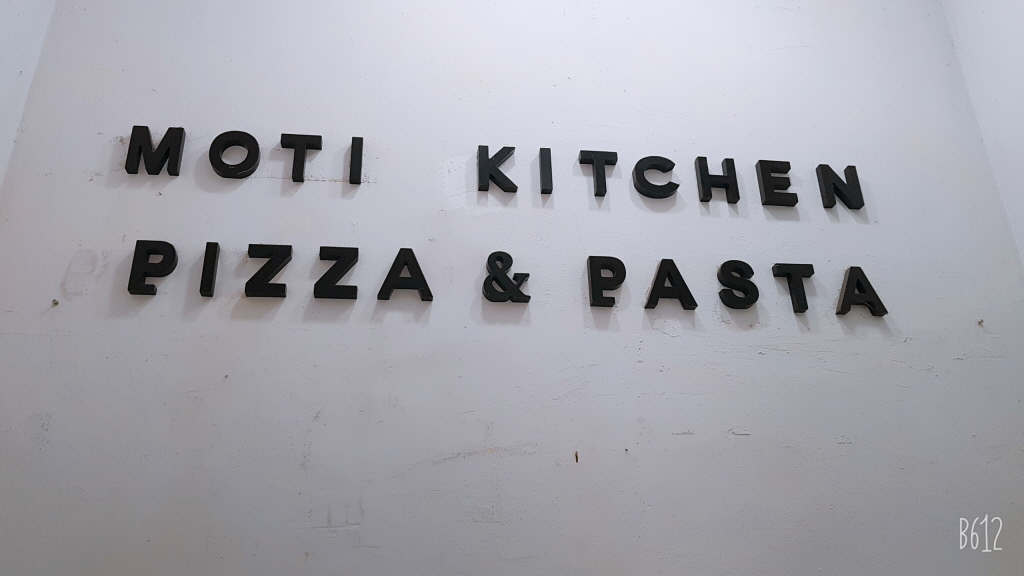 MOTI KITCHEN
PIZZA & PASTA
B612